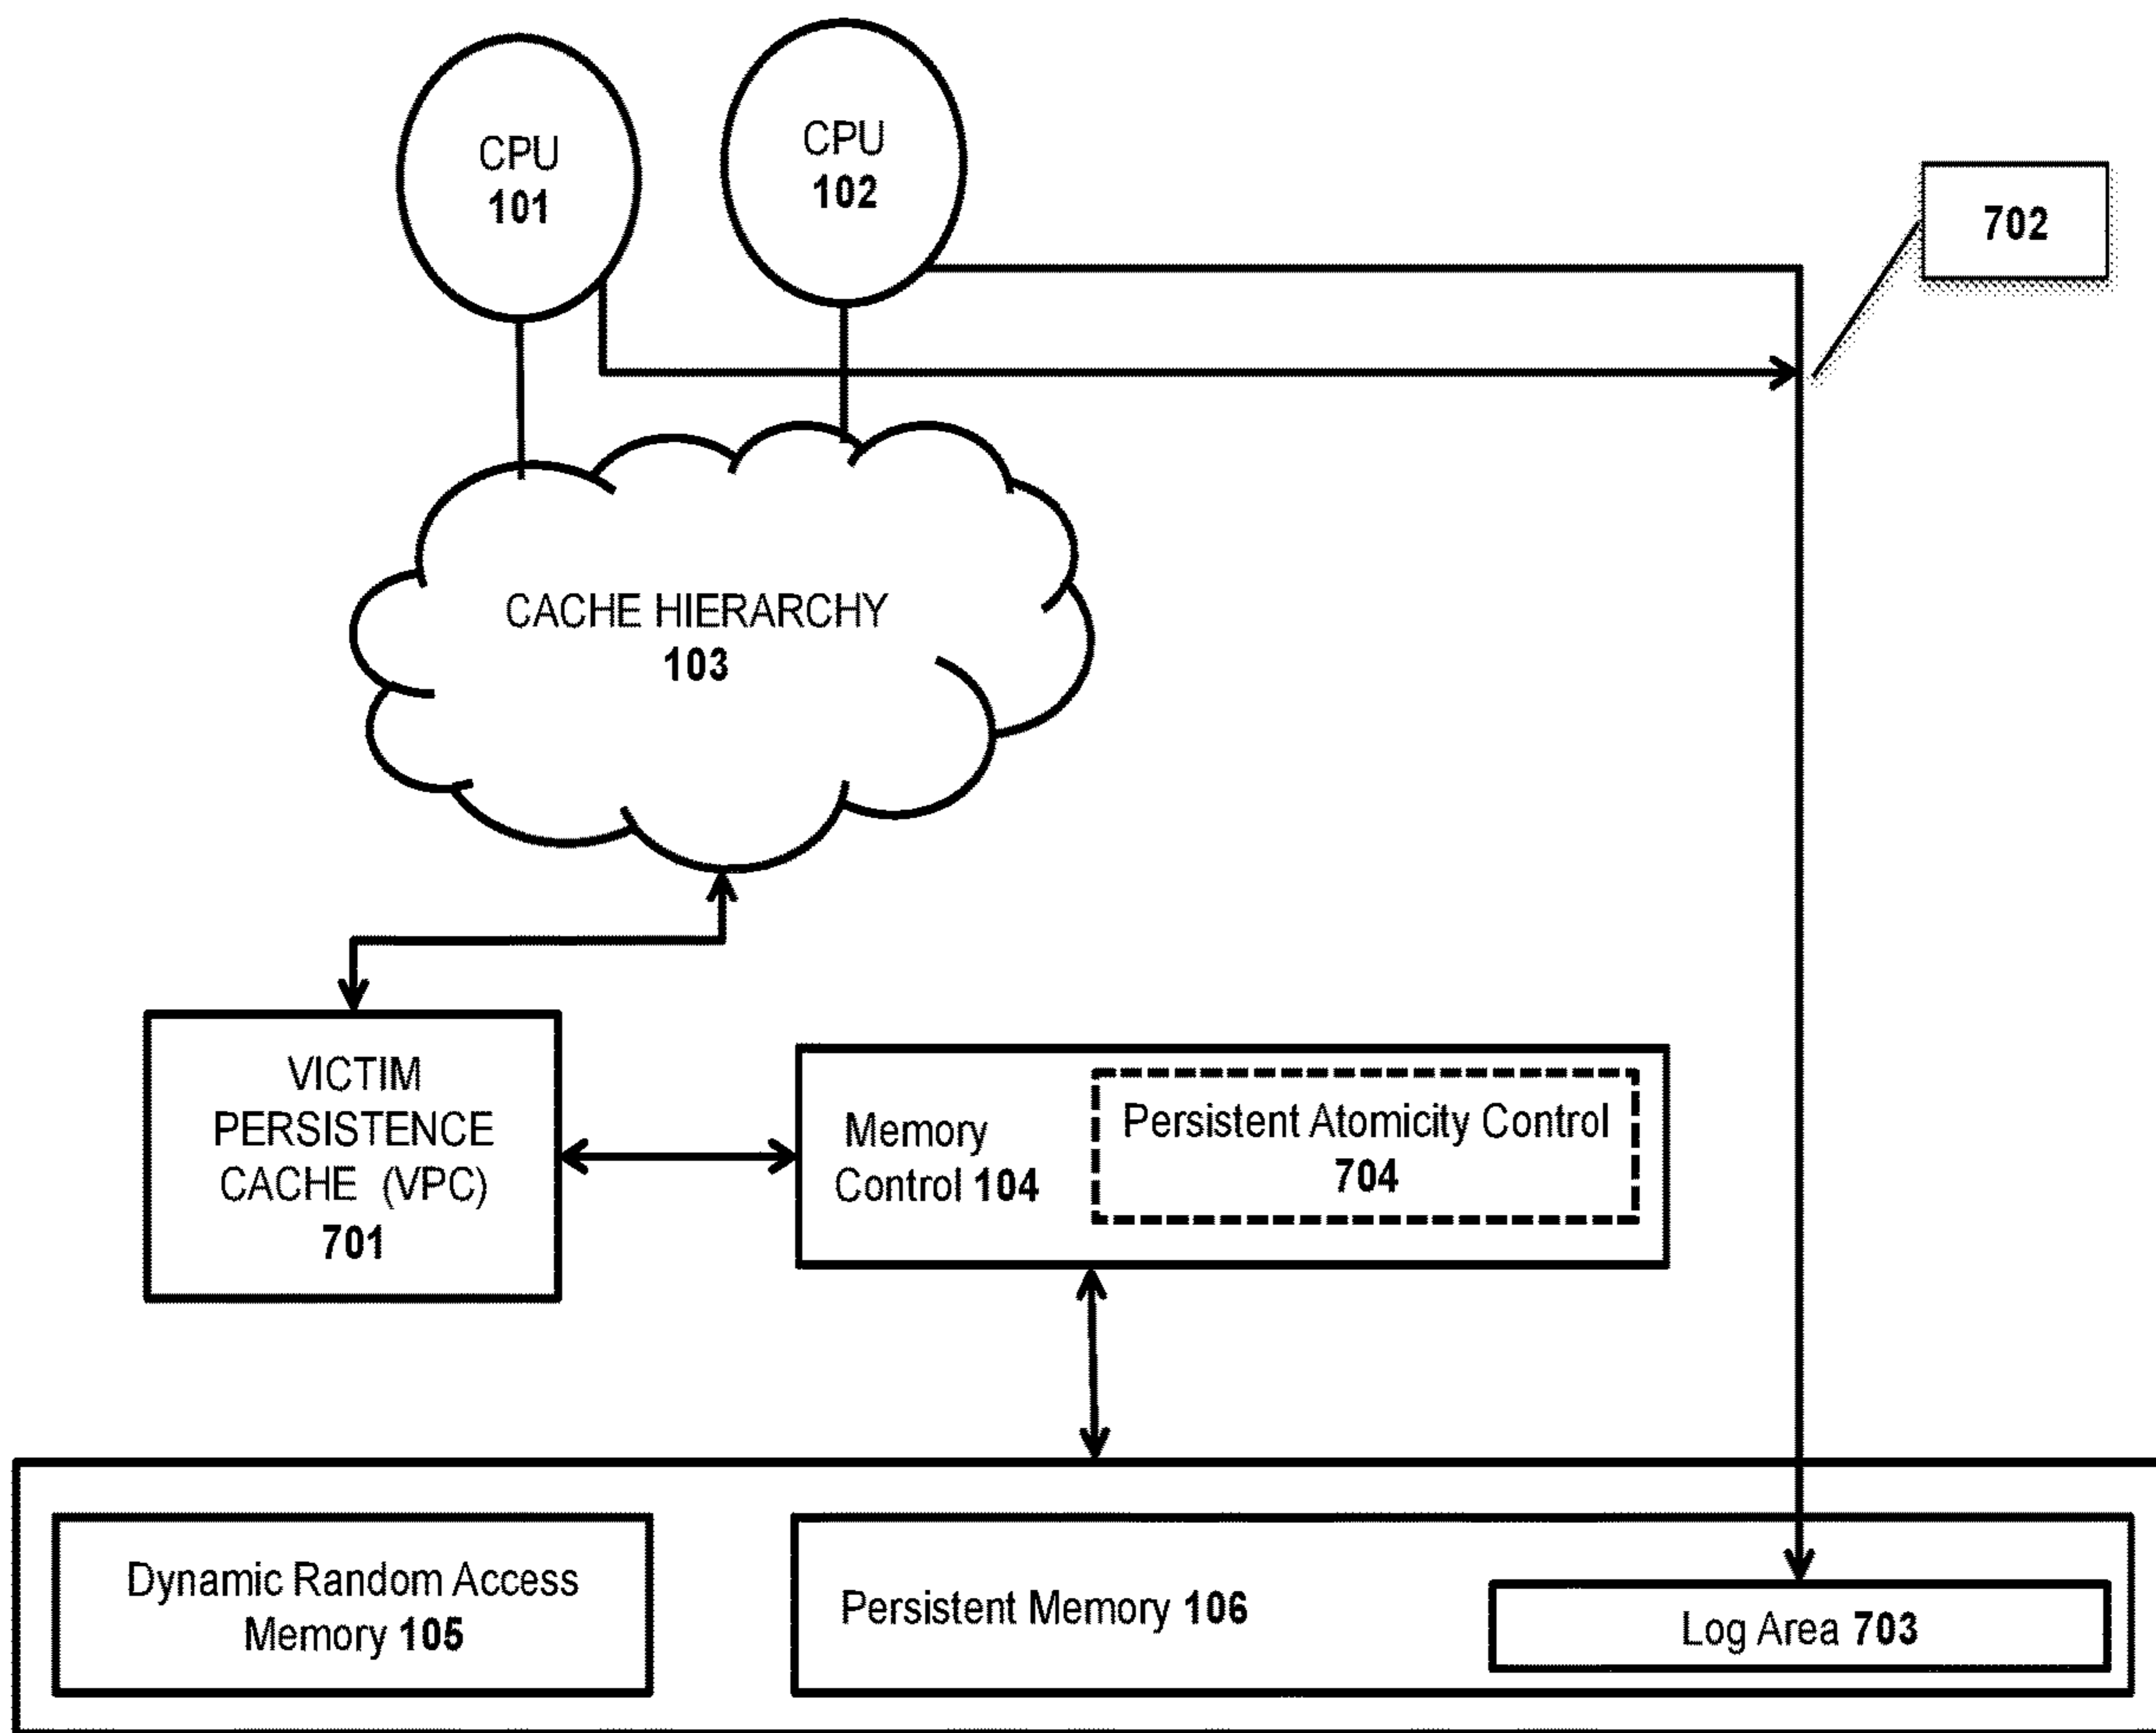 CPU
101
CPU
102
702
CACHE HIERARCHY
103
VICTIM
PERSISTENCE
CACHE (VPC)
701
Memory
Control 104
Persistent Atomicity Control
704
Dynamic Random Access
Memory 105
Persistent Memory 106
Log Area 703